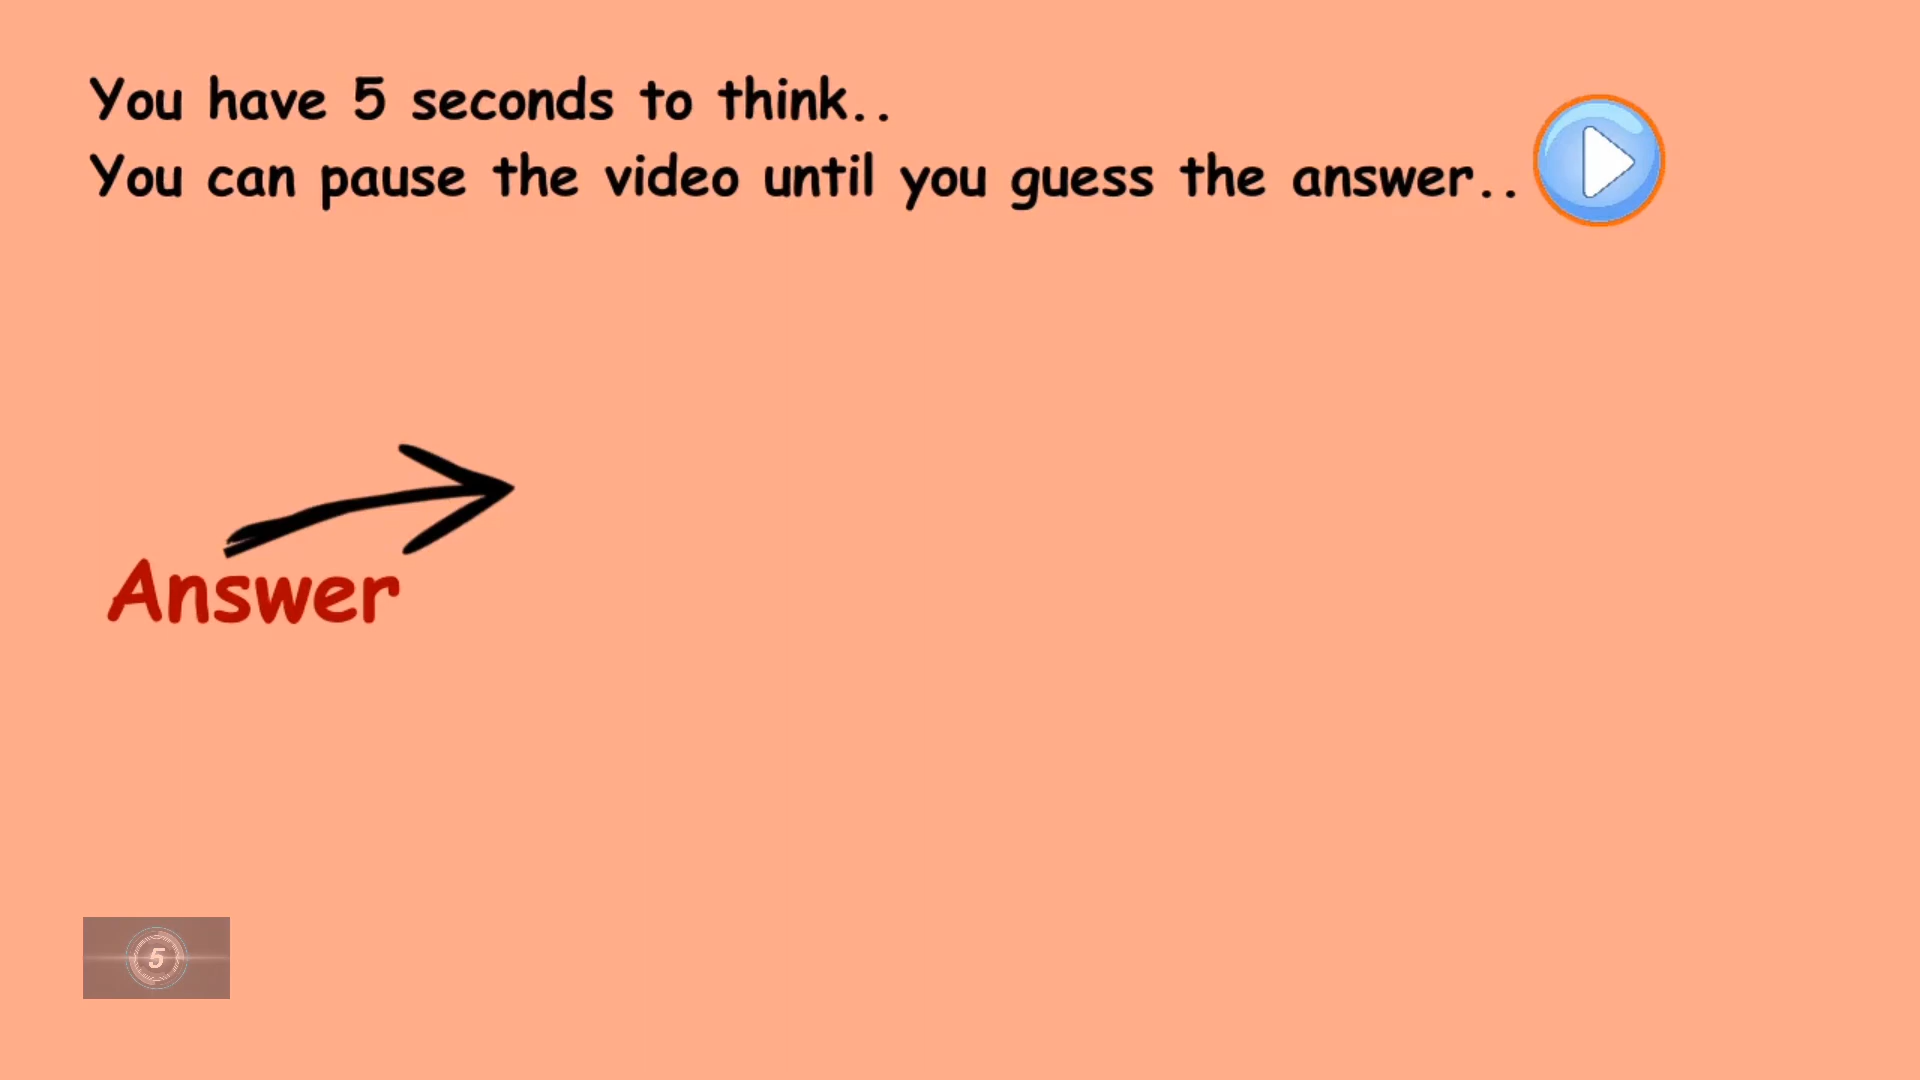 You have 5 seconds to think..
You can pause the video until you guess the answer..
Answer
5